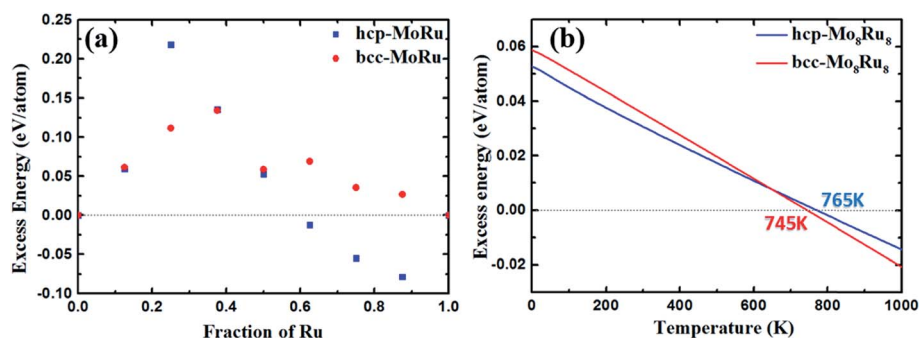 (a)
hcp-MoRu
bcc-MoRu
0.25
0.20
0.15
0.10
0.05
0.00
-0.05
-0.10
Excess Energy (eV/atom)
0.0 0.2 0.4 0.6 0.8 1.0
Fraction of Ru
(b)
hcp-Mo₈Ru₈
bcc-Mo₈Ru₈
0.06
0.04
0.02
0.00
-0.02
Excess energy (eV/atom)
765K
745K
0 200 400 600 800 1000
Temperature (K)